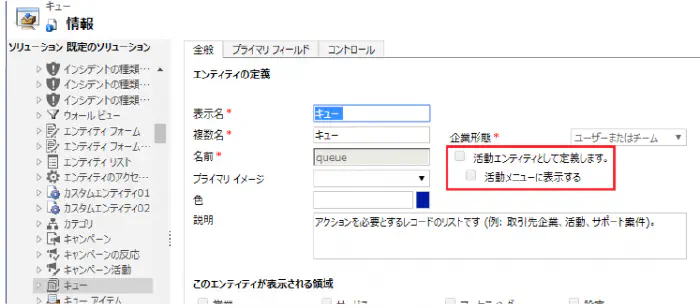 キュー
情報
ソリューション 既定のソリューション
インシデントの種類…
インシデントの種類…
インシデントの種類…
ウォール ビュー
エンティティ フォーム
エンティティ フォーム…
エンティティ リスト
エンティティのアクセ…
カスタムエンティティ01
カスタムエンティティ02
カテゴリ
キャンペーン
キャンペーンの反応
キャンペーン活動
キュー
キュー アイテム
全般
プライマリ フィールド
コントロール
エンティティの定義
表示名*
キュー
複数名*
キュー
企業形態*
ユーザーまたはチーム
名前*
queue
活動エンティティとして定義します。
プライマリ イメージ
活動メニューに表示する
色
説明
アクションを必要とするレコードのリストです (例: 取引先企業、活動、サポート案件)。
このエンティティが表示される領域